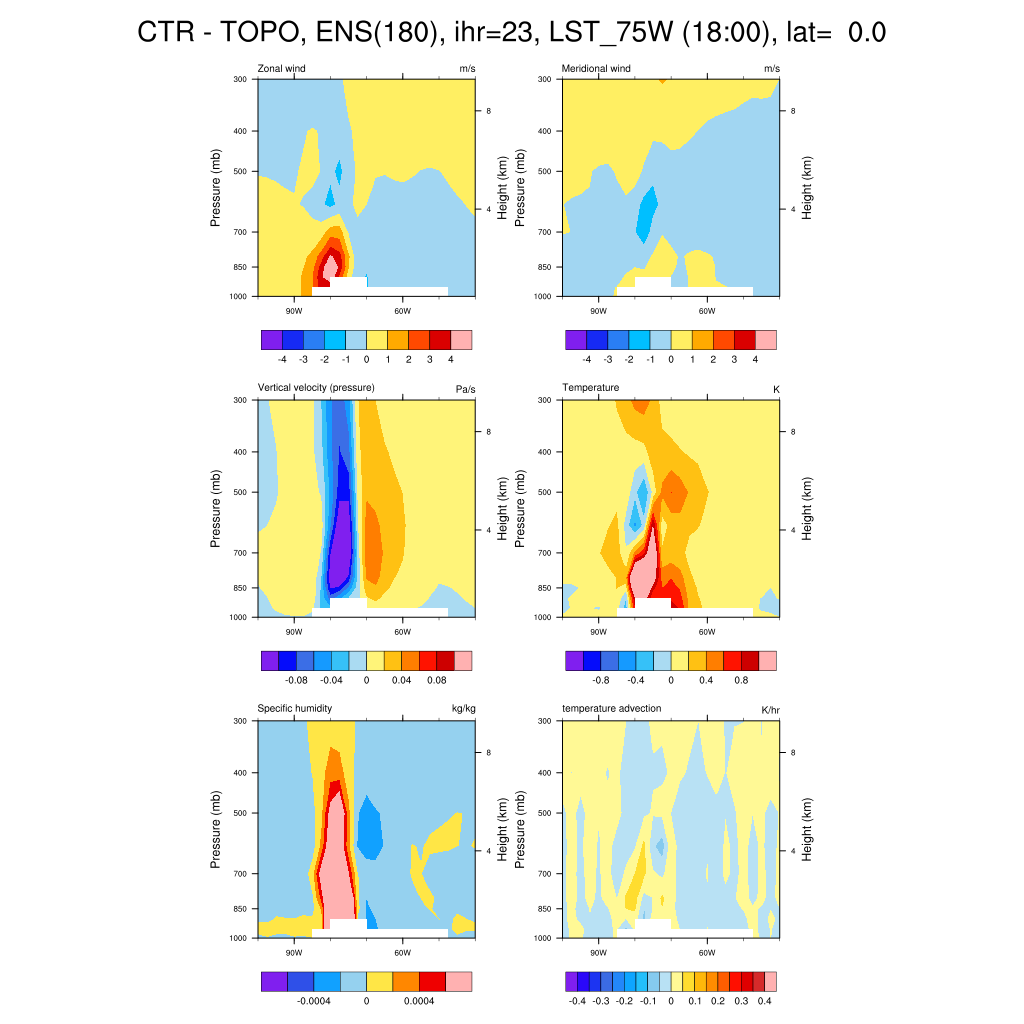 CTR - TOPO, ENS(180), ihr=23, LST_75W (18:00), lat=  0.0
Zonal wind m/s
300
400
500
700
850
1000
8
4
Pressure (mb)
Height (km)
90W 60W
-4 -3 -2 -1 0 1 2 3 4
Meridional wind m/s
300
400
500
700
850
1000
8
4
Pressure (mb)
Height (km)
90W 60W
-4 -3 -2 -1 0 1 2 3 4
Vertical velocity (pressure) Pa/s
300
400
500
700
850
1000
8
4
Pressure (mb)
Height (km)
90W 60W
-0.08 -0.04 0 0.04 0.08
Temperature K
300
400
500
700
850
1000
8
4
Pressure (mb)
Height (km)
90W 60W
-0.8 -0.4 0 0.4 0.8
Specific humidity kg/kg
300
400
500
700
850
1000
8
4
Pressure (mb)
Height (km)
90W 60W
-0.0004 0 0.0004
temperature advection K/hr
300
400
500
700
850
1000
8
4
Pressure (mb)
Height (km)
90W 60W
-0.4 -0.3 -0.2 -0.1 0 0.1 0.2 0.3 0.4